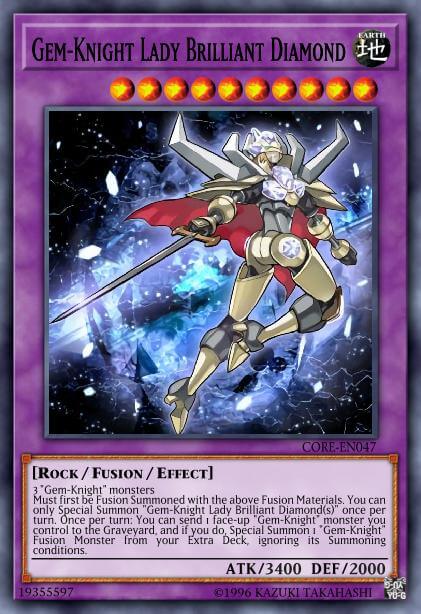 GEM-KNIGHT LADY BRILLIANT DIAMOND
EARTH
地
CORE-EN047
[ROCK / FUSION / EFFECT]
3 "Gem-Knight" monsters
Must first be Fusion Summoned with the above Fusion Materials. You can
only Special Summon "Gem-Knight Lady Brilliant Diamond(s)" once per
turn. Once per turn: You can send 1 face-up "Gem-Knight" monster you
control to the Graveyard, and if you do, Special Summon 1 "Gem-Knight"
Fusion Monster from your Extra Deck, ignoring its Summoning
conditions.
ATK/3400 DEF/2000
19355597
©1996 KAZUKI TAKAHASHI